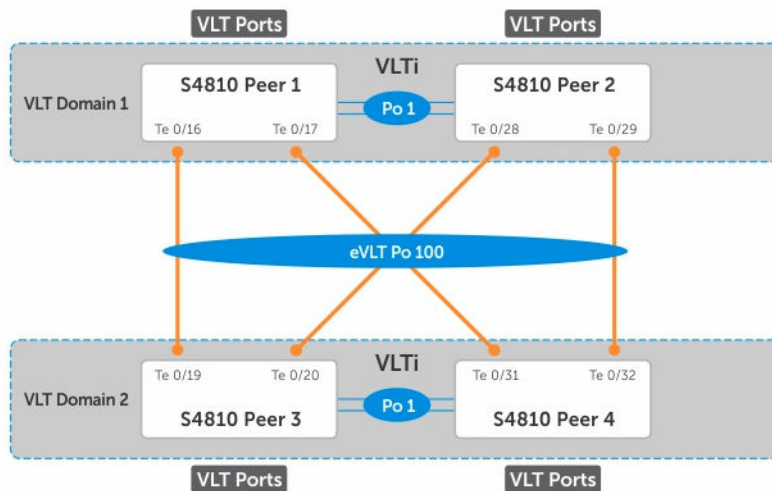 VLT Ports
VLT Ports
VLTi
S4810 Peer 1
S4810 Peer 2
VLT Domain 1
Po 1
Te 0/16
Te 0/17
Te 0/28
Te 0/29
eVLT Po 100
VLTi
Te 0/19
Te 0/20
Te 0/31
Te 0/32
VLT Domain 2
Po 1
S4810 Peer 3
S4810 Peer 4
VLT Ports
VLT Ports